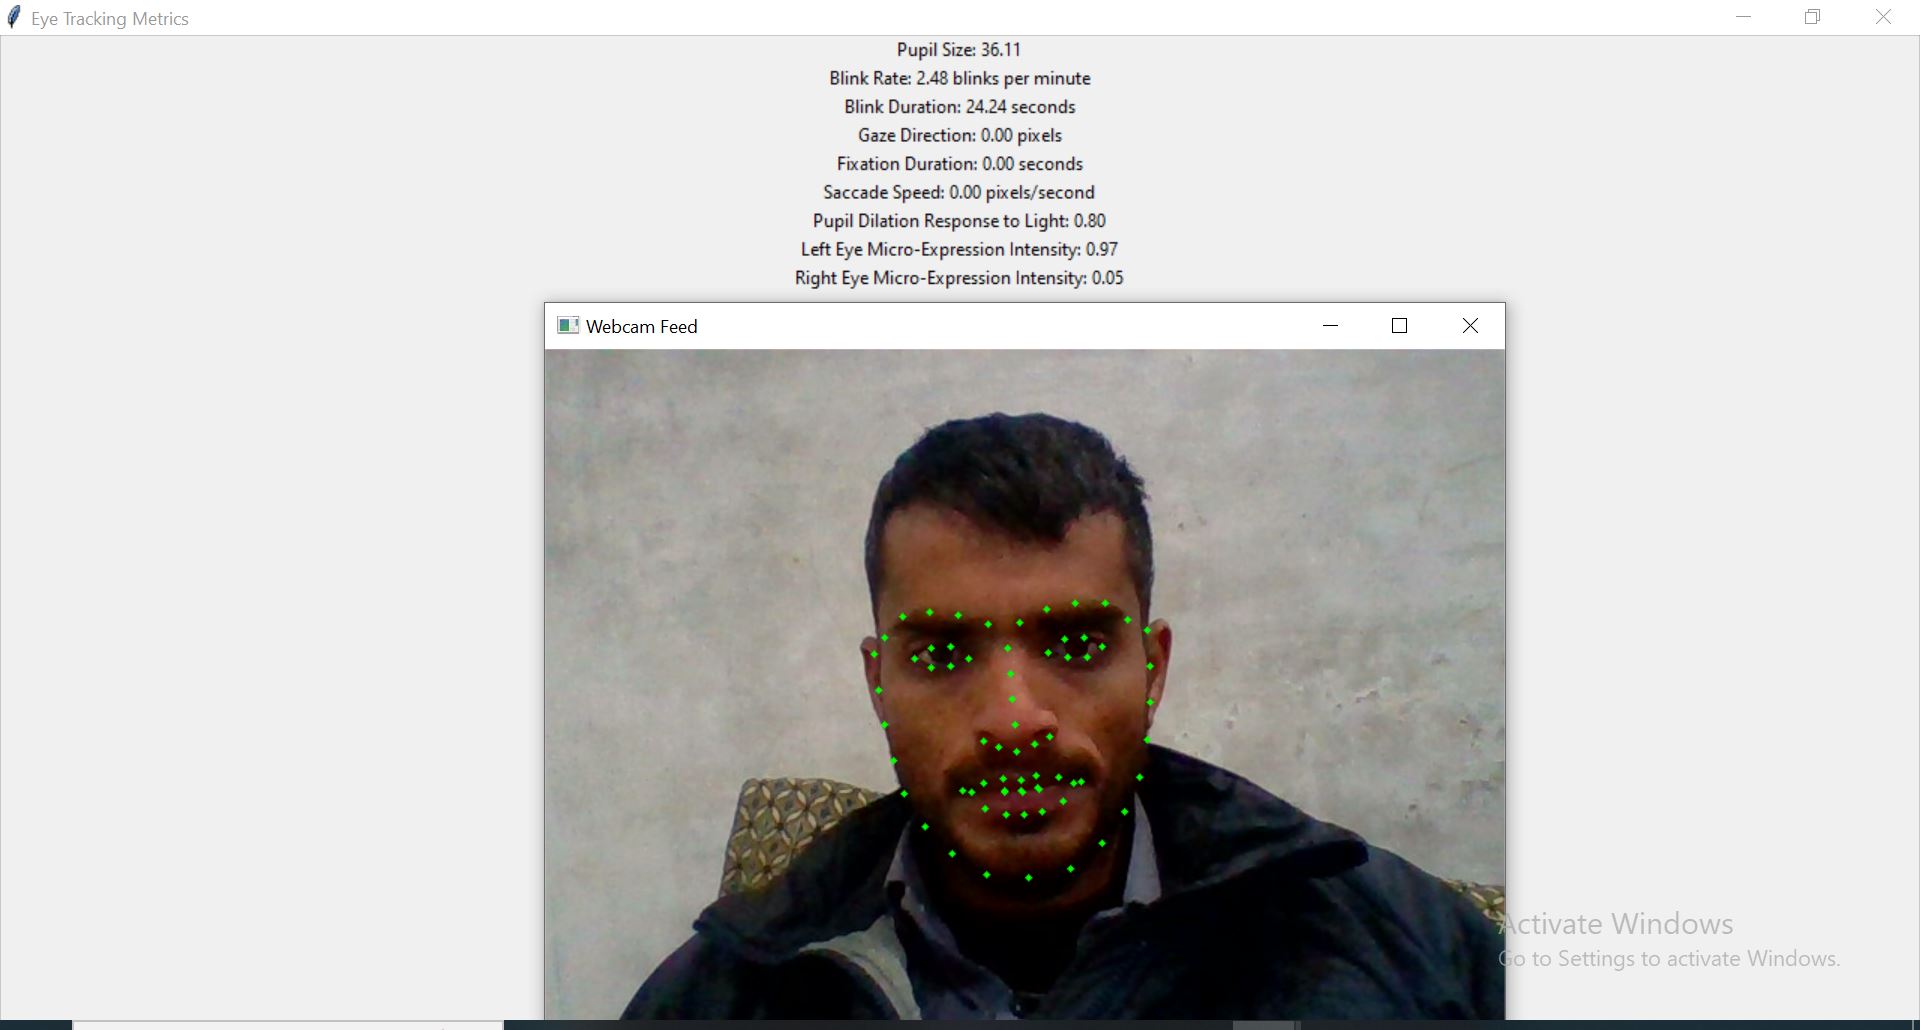 Eye Tracking Metrics
Pupil Size: 36.11
Blink Rate: 2.48 blinks per minute
Blink Duration: 24.24 seconds
Gaze Direction: 0.00 pixels
Fixation Duration: 0.00 seconds
Saccade Speed: 0.00 pixels/second
Pupil Dilation Response to Light: 0.80
Left Eye Micro-Expression Intensity: 0.97
Right Eye Micro-Expression Intensity: 0.05
Webcam Feed
Activate Windows
Go to Settings to activate Windows.